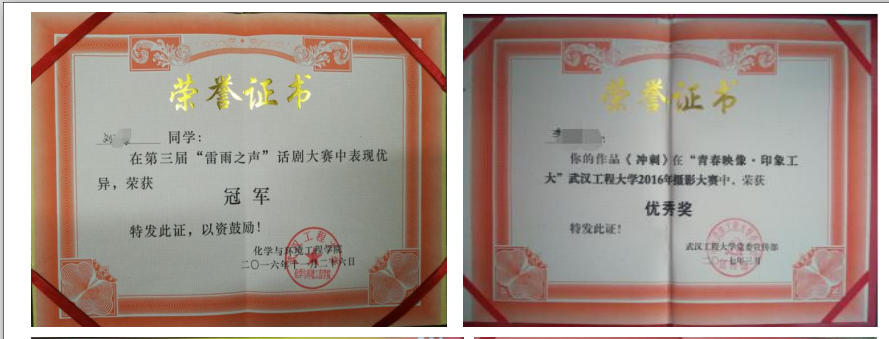 荣誉证书
刘 同学:
在第三届“雷雨之声”话剧大赛中表现优
异，荣获
冠军
特发此证，以资鼓励！
化学与环境工程学院
二〇一六年十一月二十六日
荣誉证书
李 :
你的作品《冲刺》在“青春映像·印象工
大”武汉工程大学2016年摄影大赛中，荣获
优秀奖
特发此证！
武汉工程大学党委宣传部
二〇一七年三月